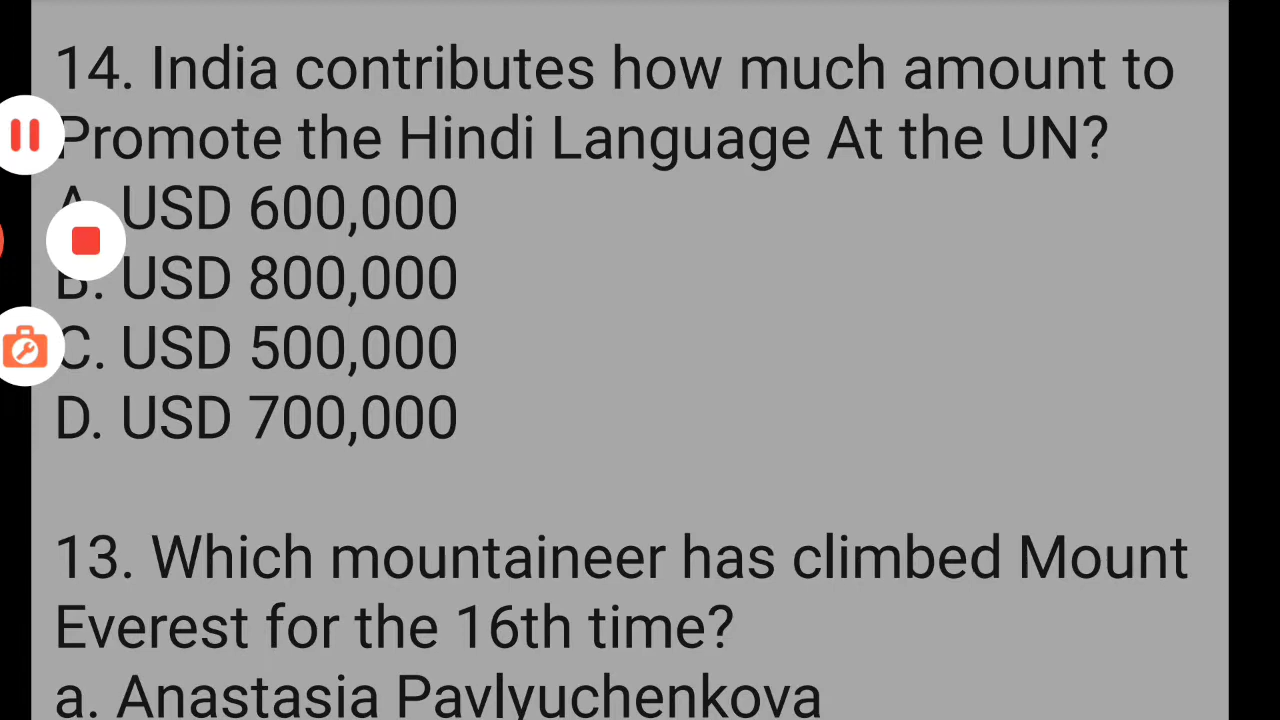 14. India contributes how much amount to
Promote the Hindi Language At the UN?
A. USD 600,000
B. USD 800,000
C. USD 500,000
D. USD 700,000
13. Which mountaineer has climbed Mount
Everest for the 16th time?
a. Anastasia Pavlyuchenkova